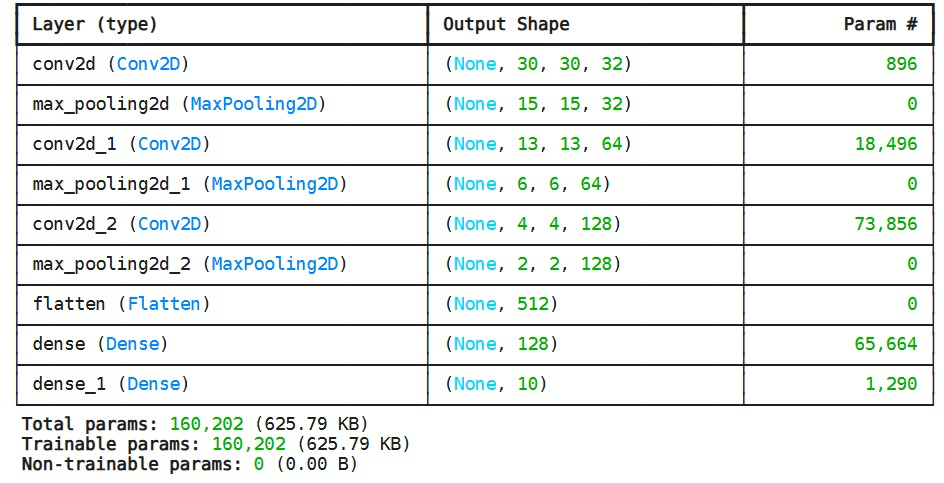 Layer (type) Output Shape Param #
conv2d (Conv2D) (None, 30, 30, 32) 896
max_pooling2d (MaxPooling2D) (None, 15, 15, 32) 0
conv2d_1 (Conv2D) (None, 13, 13, 64) 18,496
max_pooling2d_1 (MaxPooling2D) (None, 6, 6, 64) 0
conv2d_2 (Conv2D) (None, 4, 4, 128) 73,856
max_pooling2d_2 (MaxPooling2D) (None, 2, 2, 128) 0
flatten (Flatten) (None, 512) 0
dense (Dense) (None, 128) 65,664
dense_1 (Dense) (None, 10) 1,290
Total params: 160,202 (625.79 KB)
Trainable params: 160,202 (625.79 KB)
Non-trainable params: 0 (0.00 B)